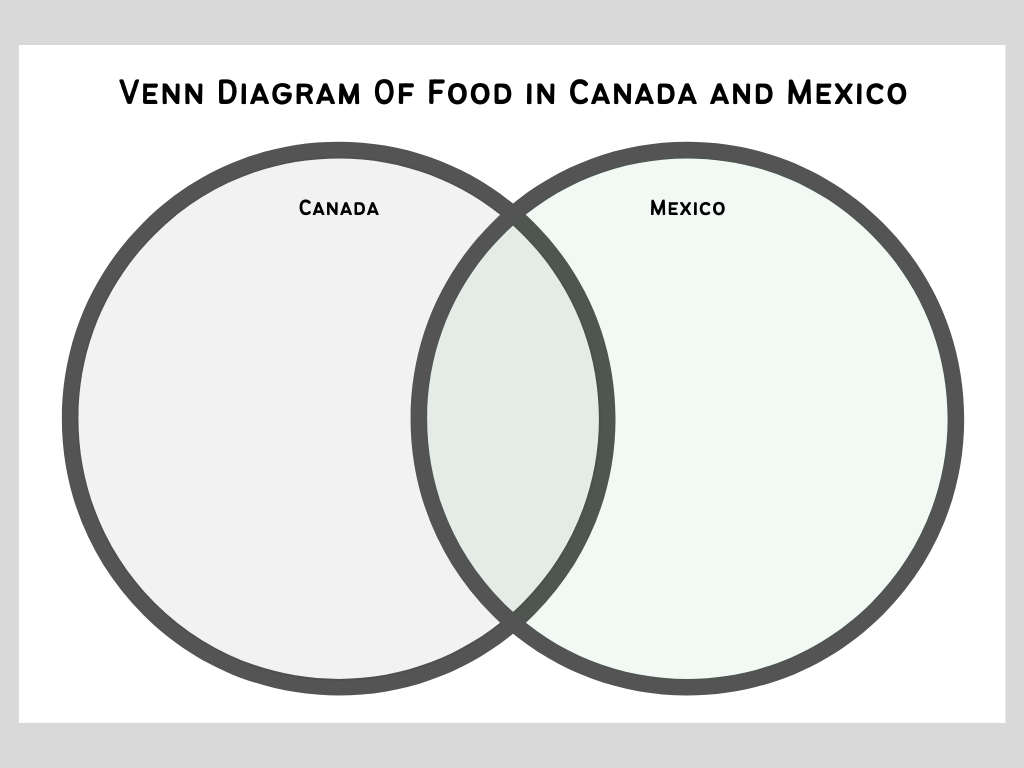 Venn Diagram Of Food in Canada and Mexico
Canada
Mexico